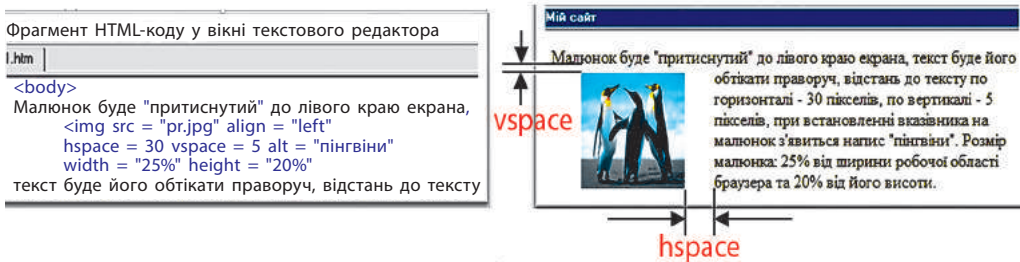 Фрагмент HTML-коду у вікні текстового редактора
.htm
<body>
Малюнок буде "притиснутий" до лівого краю екрана,
<img src = "pr.jpg" align = "left"
hspace = 30 vspace = 5 alt = "пінгвіни"
width = "25%" height = "20%"
текст буде його обтікати праворуч, відстань до тексту
Мій сайт
Малюнок буде "притиснутий" до лівого краю екрана, текст буде його
обтікати праворуч, відстань до тексту по
горизонталі - 30 пікселів, по вертикалі - 5
пікселів, при встановленні вказівника на
малюнок з'явиться напис "пінгвіни". Розмір
малюнка: 25% від ширини робочої області
браузера та 20% від його висоти.
vspace
hspace